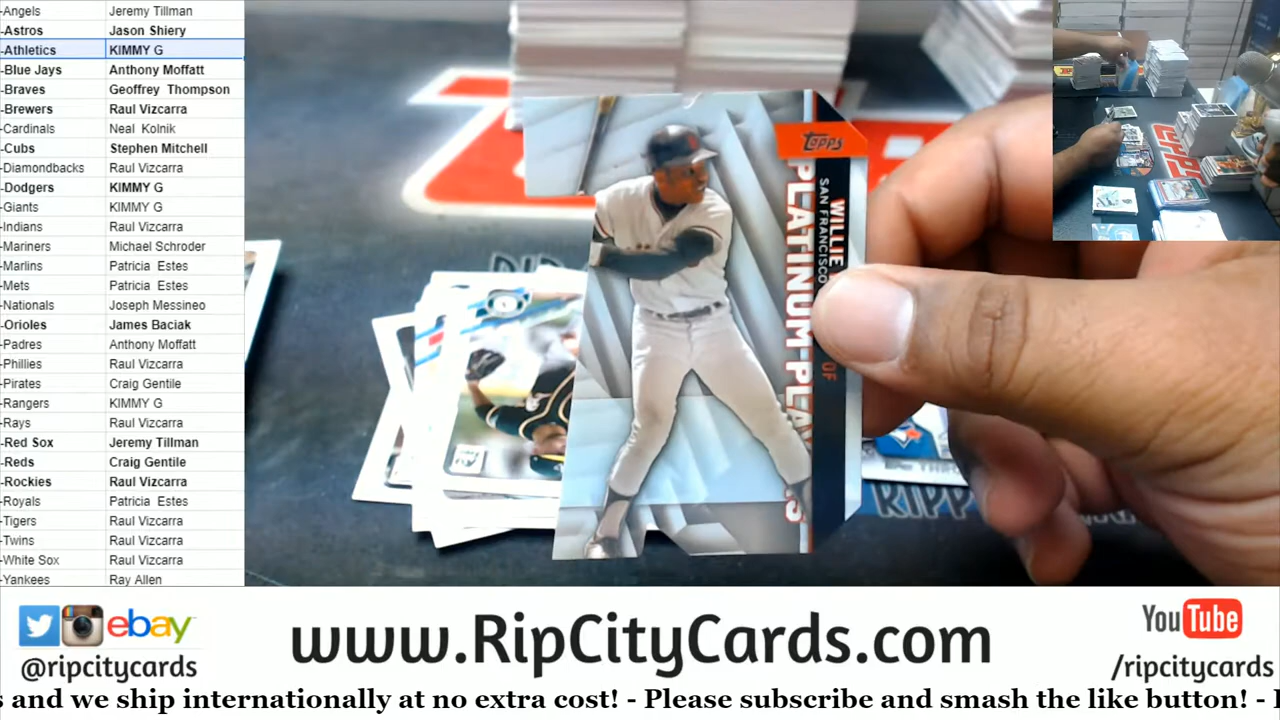 -Angels Jeremy Tillman
-Astros Jason Shiery
-Athletics KIMMY G
-Blue Jays Anthony Moffatt
-Braves Geoffrey Thompson
-Brewers Raul Vizcarra
-Cardinals Neal Kolnik
-Cubs Stephen Mitchell
-Diamondbacks Raul Vizcarra
-Dodgers KIMMY G
-Giants KIMMY G
-Indians Raul Vizcarra
-Mariners Michael Schroder
-Marlins Patricia Estes
-Mets Patricia Estes
-Nationals Joseph Messineo
-Orioles James Baciak
-Padres Anthony Moffatt
-Phillies Raul Vizcarra
-Pirates Craig Gentile
-Rangers KIMMY G
-Rays Raul Vizcarra
-Red Sox Jeremy Tillman
-Reds Craig Gentile
-Rockies Raul Vizcarra
-Royals Patricia Estes
-Tigers Raul Vizcarra
-Twins Raul Vizcarra
-White Sox Raul Vizcarra
-Yankees Ray Allen
Topps
WILLIE
SAN FRANCISCO
OF
PLATINUM PLA
S
RIPP
ebay
@ripcitycards
www.RipCityCards.com
YouTube
/ripcitycards
s and we ship internationally at no extra cost! - Please subscribe and smash the like button! -